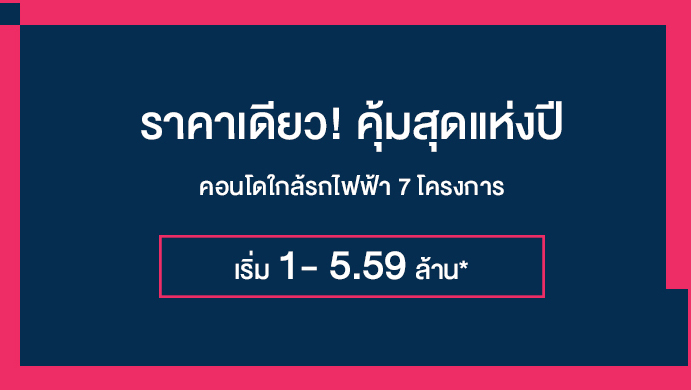 ราคาเดียว! คุ้มสุดแห่งปี
คอนโดใกล้รถไฟฟ้า 7 โครงการ
เริ่ม 1- 5.59 ล้าน*